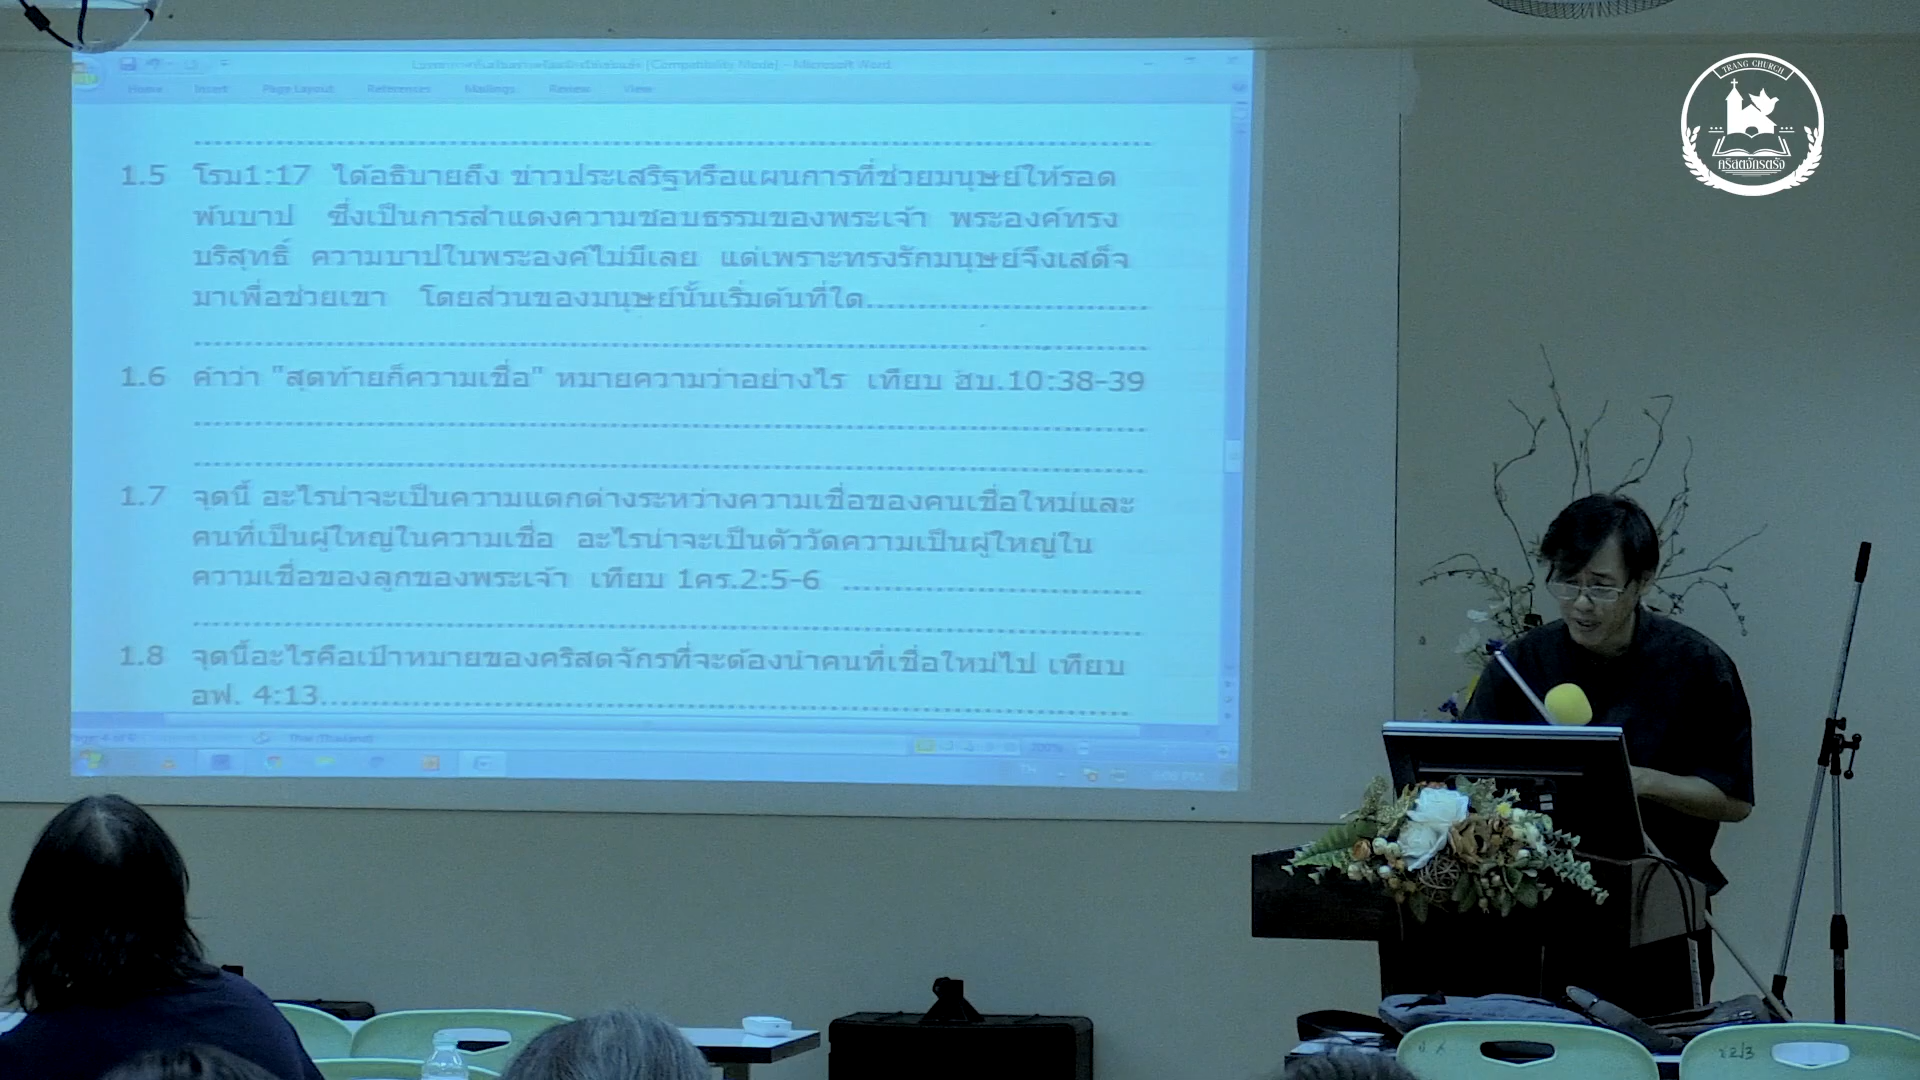 [Compatibility Mode] - Microsoft Word
Home Insert Page Layout References Mailings Review View
1.5 โรม1:17 ได้อธิบายถึง ข่าวประเสริฐหรือแผนการที่ช่วยมนุษย์ให้รอด
พ้นบาป ซึ่งเป็นการสำแดงความชอบธรรมของพระเจ้า พระองค์ทรง
บริสุทธิ์ ความบาปในพระองค์ไม่มีเลย แต่เพราะทรงรักมนุษย์จึงเสด็จ
มาเพื่อช่วยเขา โดยส่วนของมนุษย์นั้นเริ่มต้นที่ใด
1.6 คำว่า "สุดท้ายก็ความเชื่อ" หมายความว่าอย่างไร เทียบ ฮบ.10:38-39
1.7 จุดนี้ อะไรน่าจะเป็นความแตกต่างระหว่างความเชื่อของคนเชื่อใหม่และ
คนที่เป็นผู้ใหญ่ในความเชื่อ อะไรน่าจะเป็นตัววัดความเป็นผู้ใหญ่ใน
ความเชื่อของลูกของพระเจ้า เทียบ 1คร.2:5-6
1.8 จุดนี้อะไรคือเป้าหมายของคริสตจักรที่จะต้องนำคนที่เชื่อใหม่ไป เทียบ
อฟ. 4:13
Thai (Thailand)
TRANG CHURCH
คริสตจักรตรัง